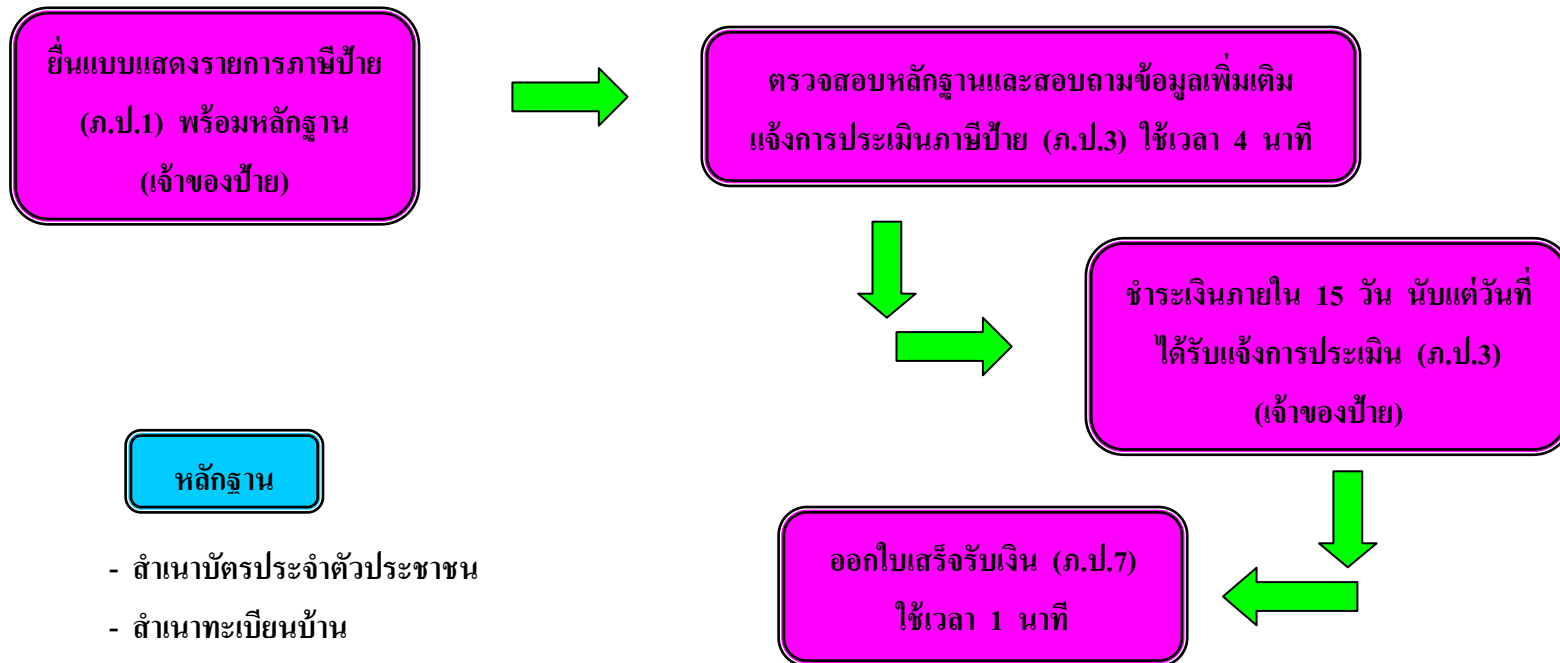 ยื่นแบบแสดงรายการภาษีป้าย
(ภ.ป.1) พร้อมหลักฐาน
(เจ้าของป้าย)
ตรวจสอบหลักฐานและสอบถามข้อมูลเพิ่มเติม
แจ้งการประเมินภาษีป้าย (ภ.ป.3) ใช้เวลา 4 นาที
ชำระเงินภายใน 15 วัน นับแต่วันที่
ได้รับแจ้งการประเมิน (ภ.ป.3)
(เจ้าของป้าย)
ออกใบเสร็จรับเงิน (ภ.ป.7)
ใช้เวลา 1 นาที
หลักฐาน
- สำเนาบัตรประจำตัวประชาชน
- สำเนาทะเบียนบ้าน